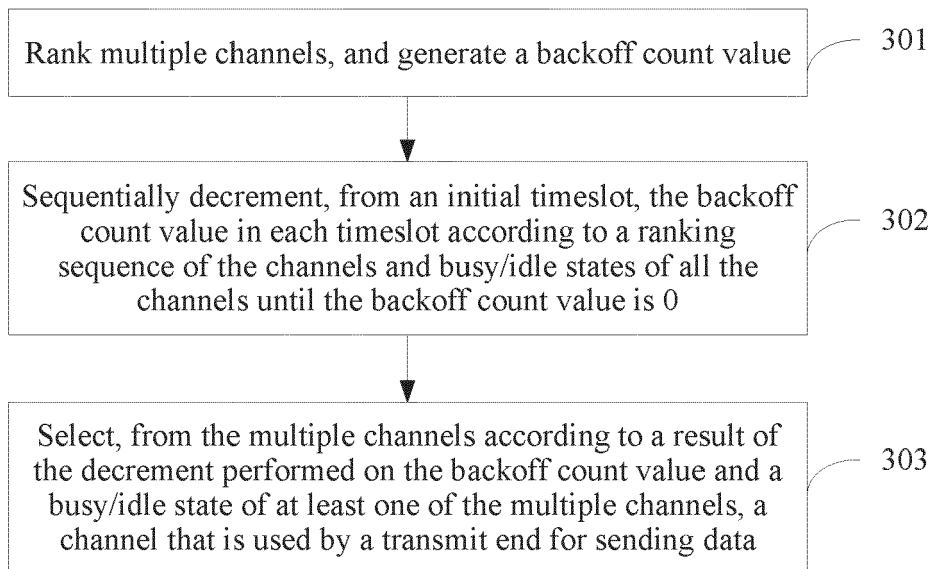 Rank multiple channels, and generate a backoff count value
301
Sequentially decrement, from an initial timeslot, the backoff
count value in each timeslot according to a ranking
sequence of the channels and busy/idle states of all the
channels until the backoff count value is 0
302
Select, from the multiple channels according to a result of
the decrement performed on the backoff count value and a
busy/idle state of at least one of the multiple channels, a
channel that is used by a transmit end for sending data
303